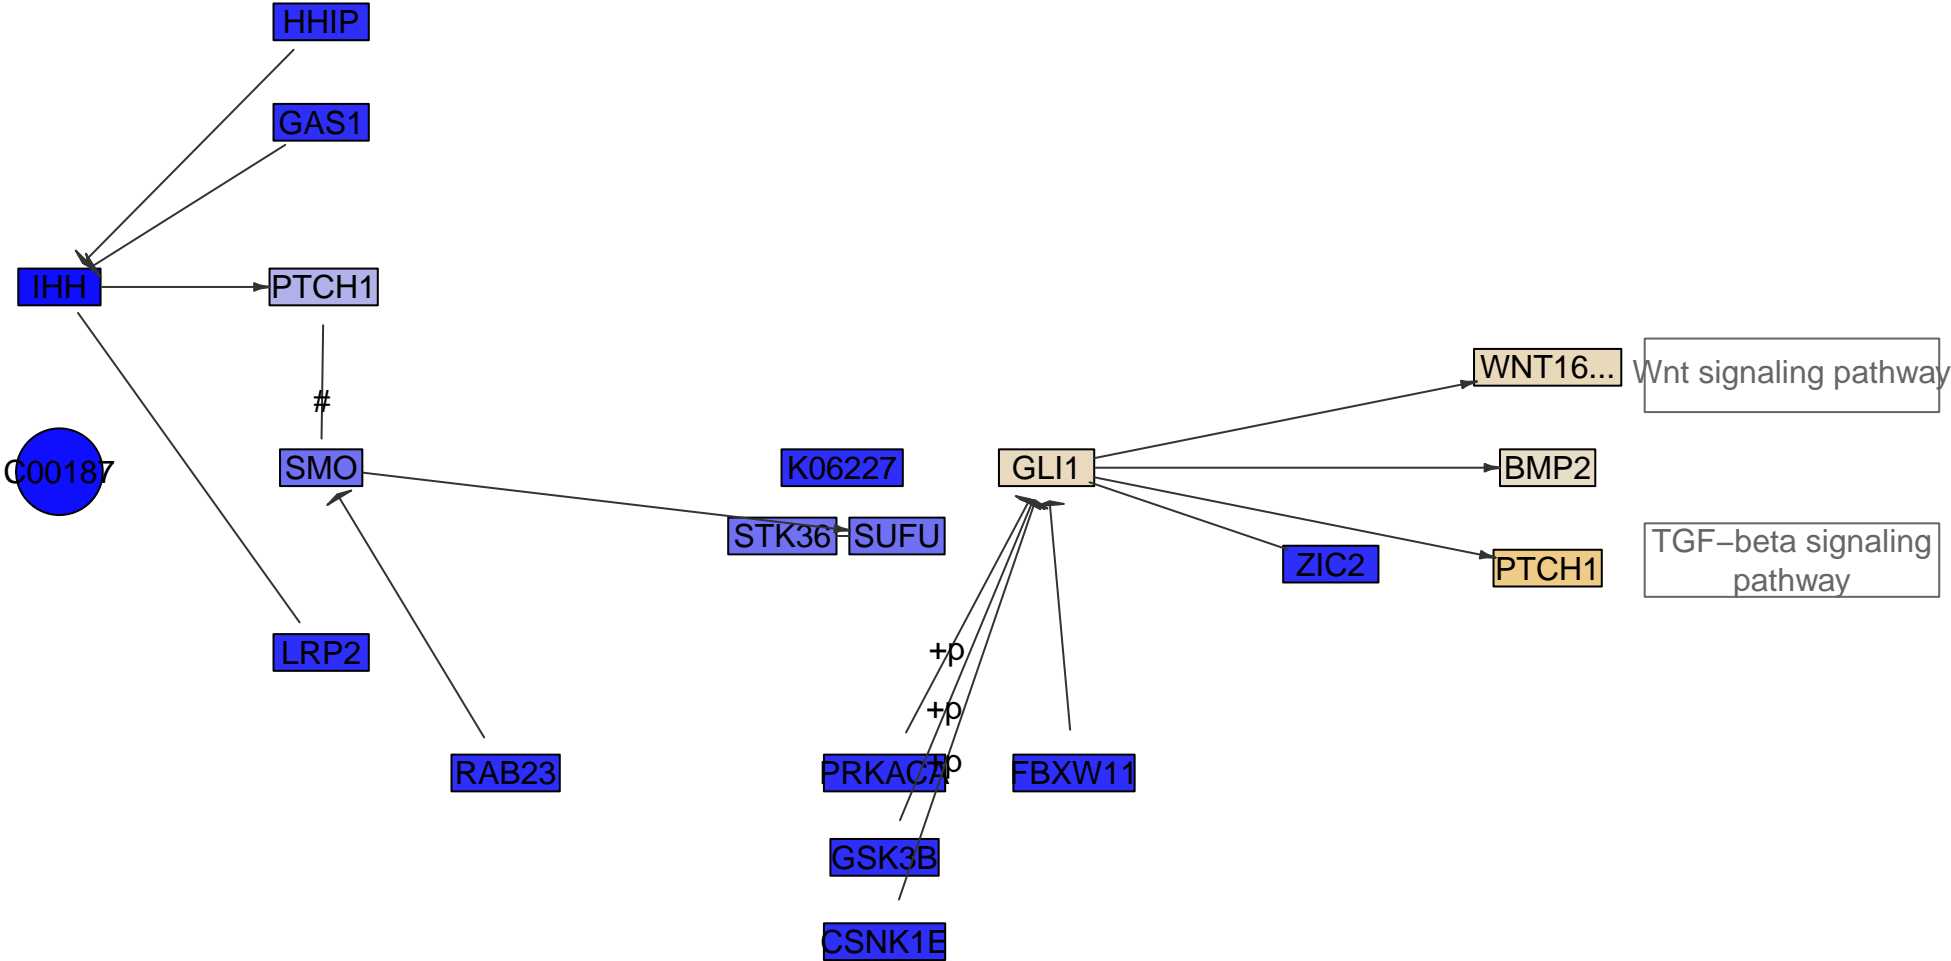 HHIP
GAS1
IHH
PTCH1
WNT16...
Wnt signaling pathway
#
C00187
SMO
K06227
GLI1
BMP2
STK36
SUFU
ZIC2
PTCH1
TGF−beta signaling
pathway
LRP2
+p
+p
+p
RAB23
PRKACA
FBXW11
GSK3B
CSNK1E